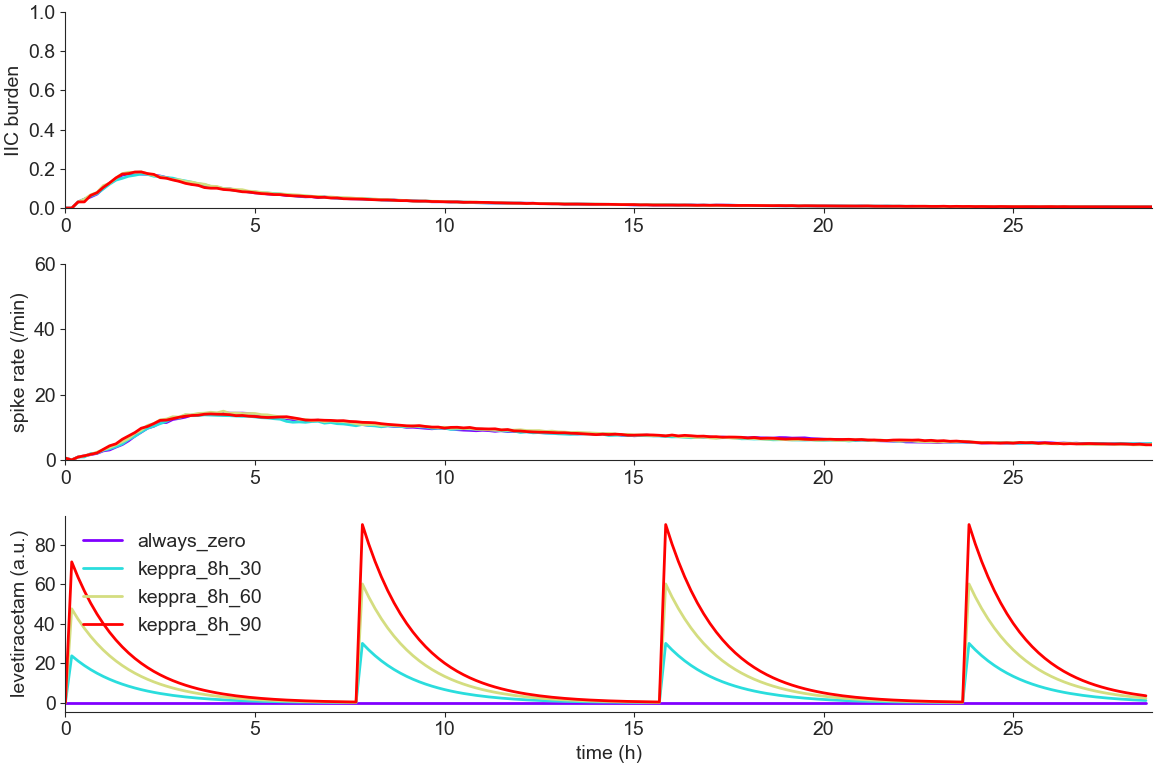 IIC burden
1.0
0.8
0.6
0.4
0.2
0.0
0 5 10 15 20 25
spike rate (/min)
60
40
20
0
0 5 10 15 20 25
levetiracetam (a.u.)
80
60
40
20
0
always_zero
keppra_8h_30
keppra_8h_60
keppra_8h_90
0 5 10 15 20 25
time (h)